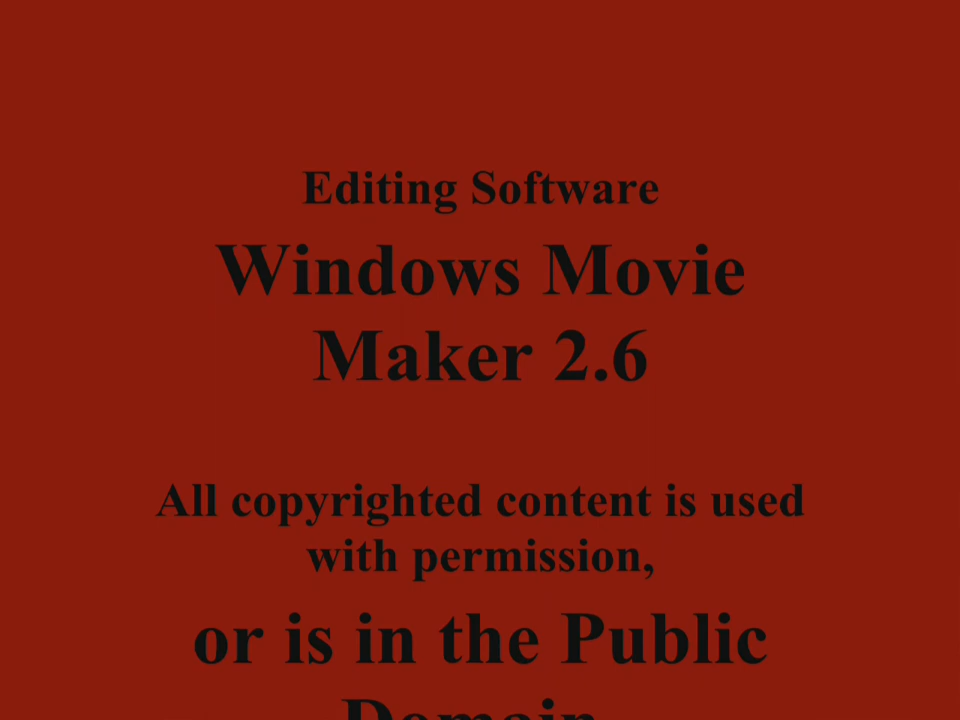 Editing Software
Windows Movie
Maker 2.6
All copyrighted content is used
with permission,
or is in the Public
Domain